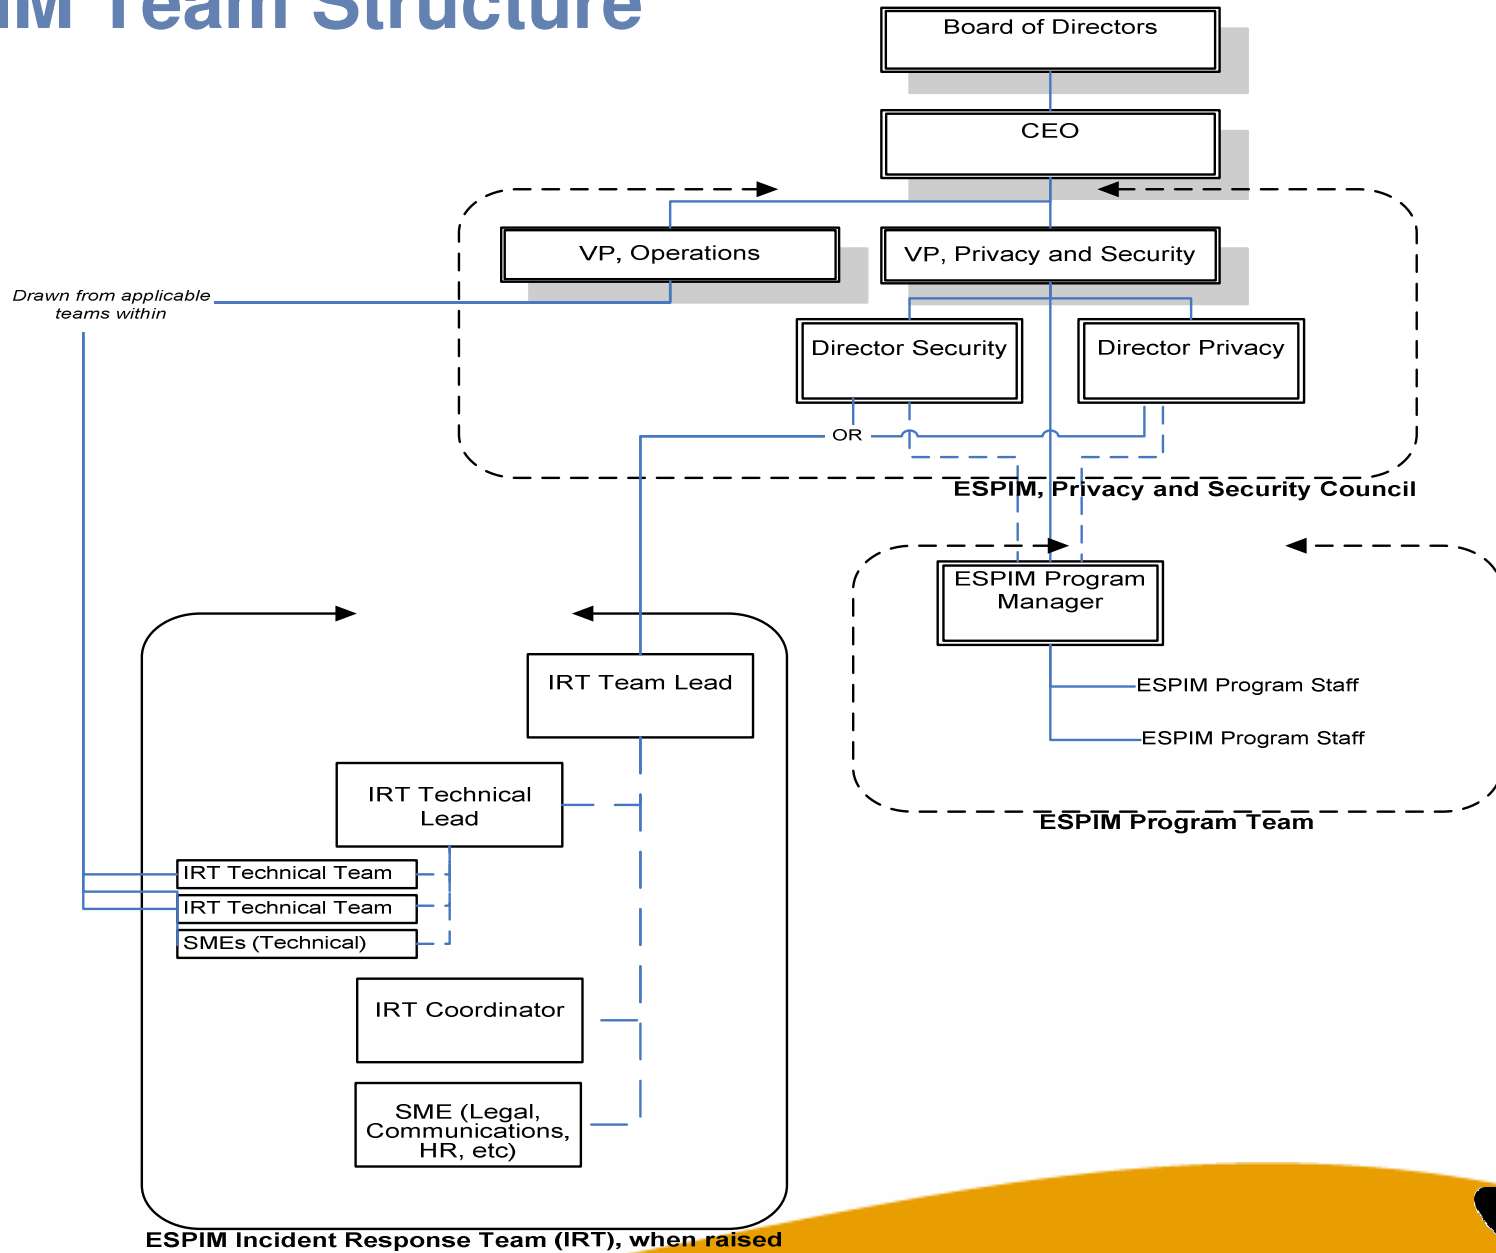 IM Team Structure
Board of Directors
CEO
VP, Operations
VP, Privacy and Security
Drawn from applicable
teams within
Director Security
Director Privacy
OR
ESPIM, Privacy and Security Council
ESPIM Program
Manager
ESPIM Program Staff
ESPIM Program Staff
ESPIM Program Team
IRT Team Lead
IRT Technical
Lead
IRT Technical Team
IRT Technical Team
SMEs (Technical)
IRT Coordinator
SME (Legal,
Communications,
HR, etc)
ESPIM Incident Response Team (IRT), when raised